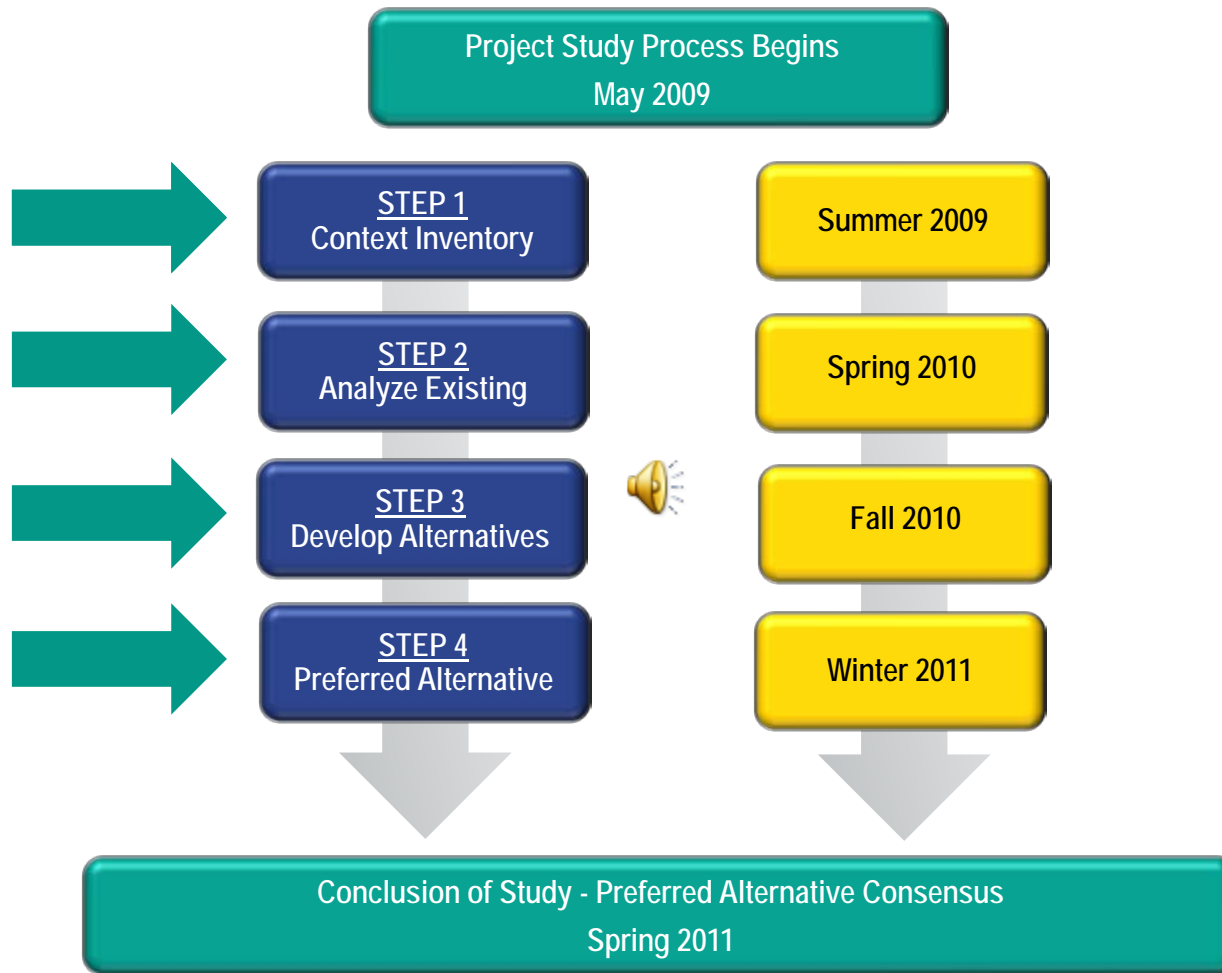 Project Study Process Begins
May 2009
STEP 1
Context Inventory
Summer 2009
STEP 2
Analyze Existing
Spring 2010
STEP 3
Develop Alternatives
Fall 2010
STEP 4
Preferred Alternative
Winter 2011
Conclusion of Study - Preferred Alternative Consensus
Spring 2011